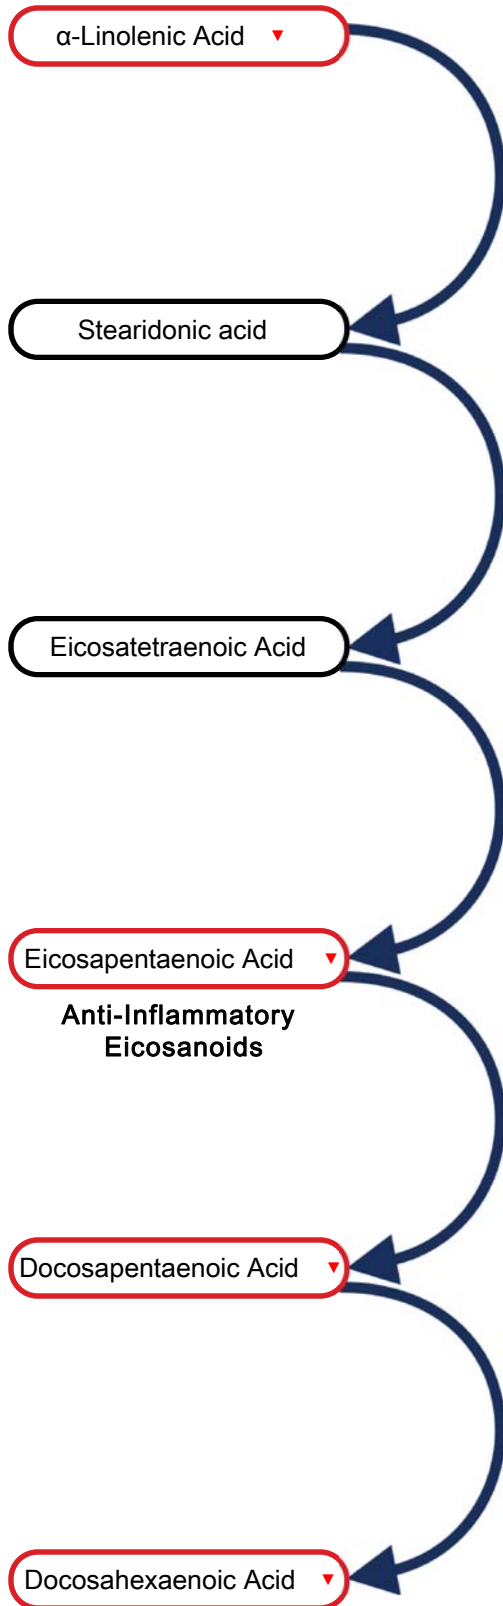 α-Linolenic Acid ▼
Stearidonic acid
Eicosatetraenoic Acid
Eicosapentaenoic Acid ▼
Anti-Inflammatory
Eicosanoids
Docosapentaenoic Acid ▼
Docosahexaenoic Acid ▼